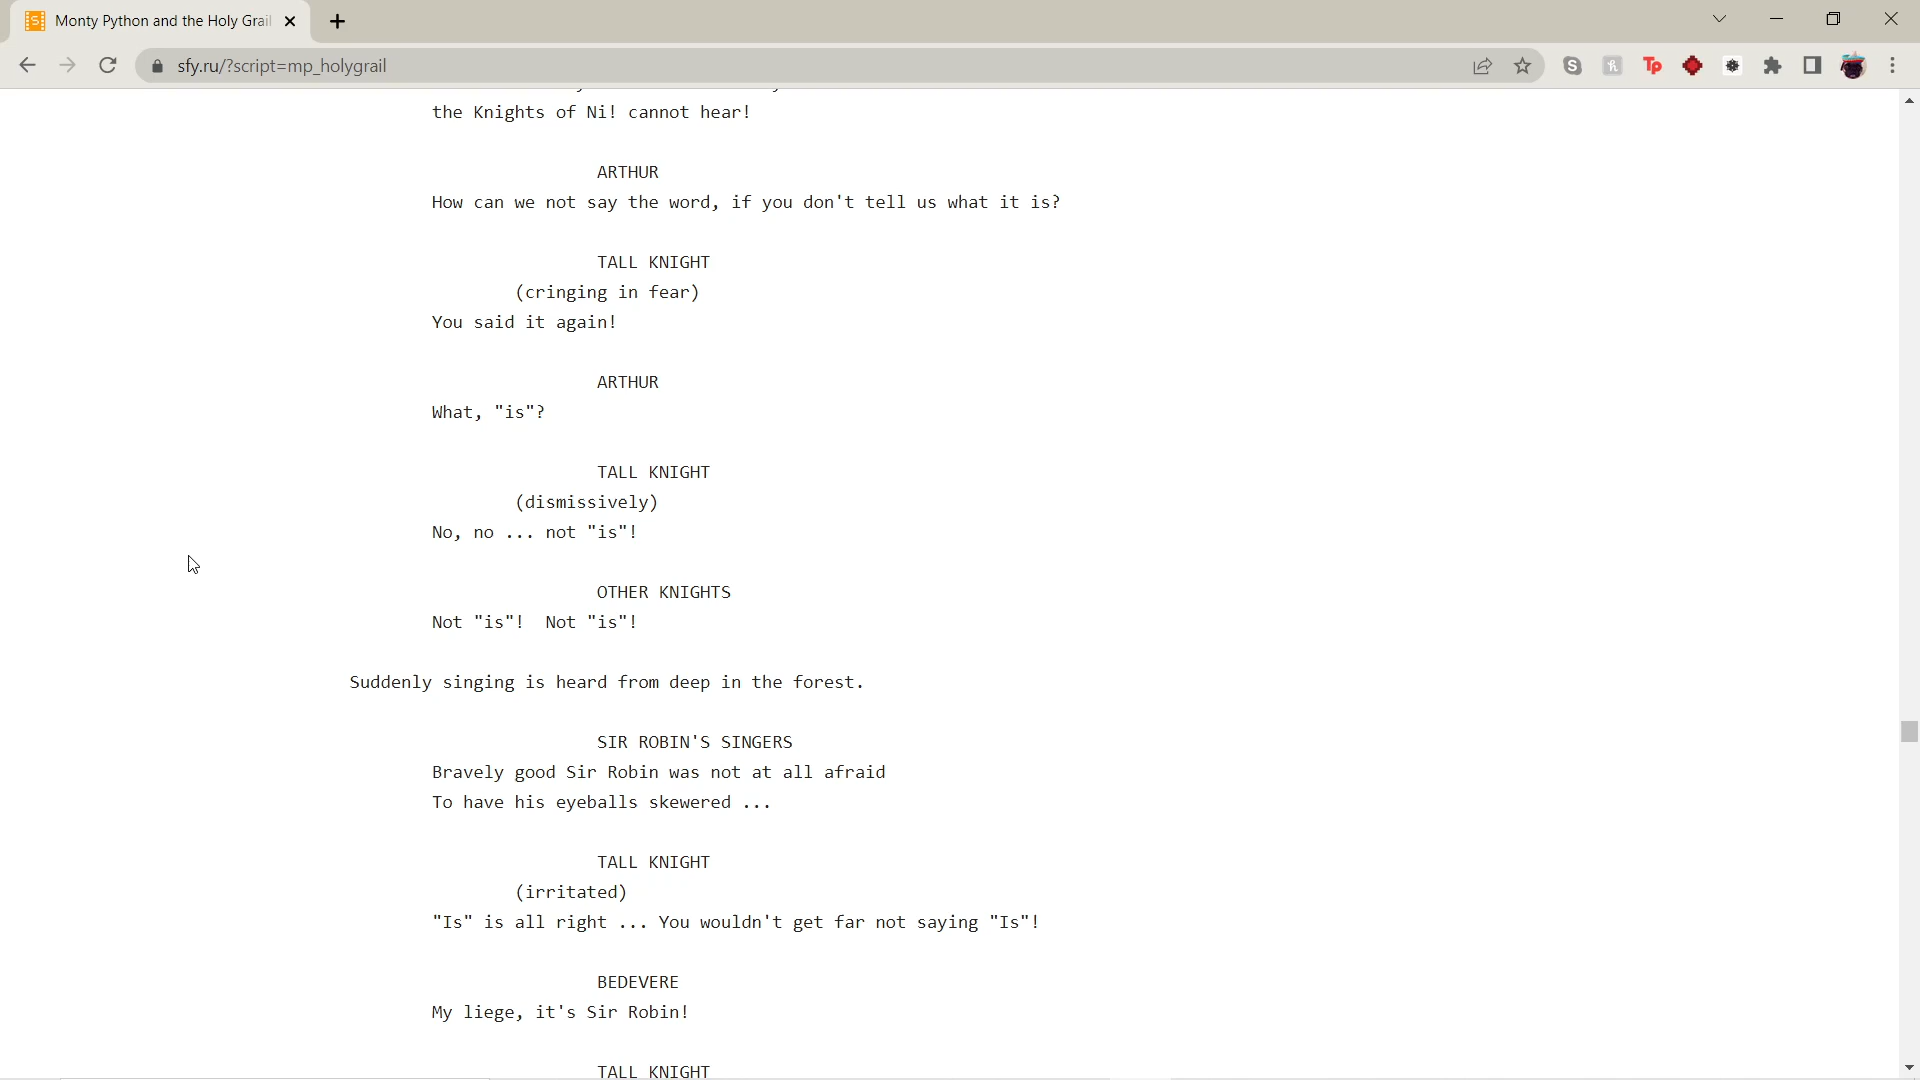 Monty Python and the Holy Grail
sfy.ru/?script=mp_holygrail
the Knights of Ni! cannot hear!
ARTHUR
How can we not say the word, if you don't tell us what it is?
TALL KNIGHT
(cringing in fear)
You said it again!
ARTHUR
What, "is"?
TALL KNIGHT
(dismissively)
No, no ... not "is"!
OTHER KNIGHTS
Not "is"!  Not "is"!
Suddenly singing is heard from deep in the forest.
SIR ROBIN'S SINGERS
Bravely good Sir Robin was not at all afraid
To have his eyeballs skewered ...
TALL KNIGHT
(irritated)
"Is" is all right ... You wouldn't get far not saying "Is"!
BEDEVERE
My liege, it's Sir Robin!
TALL KNIGHT